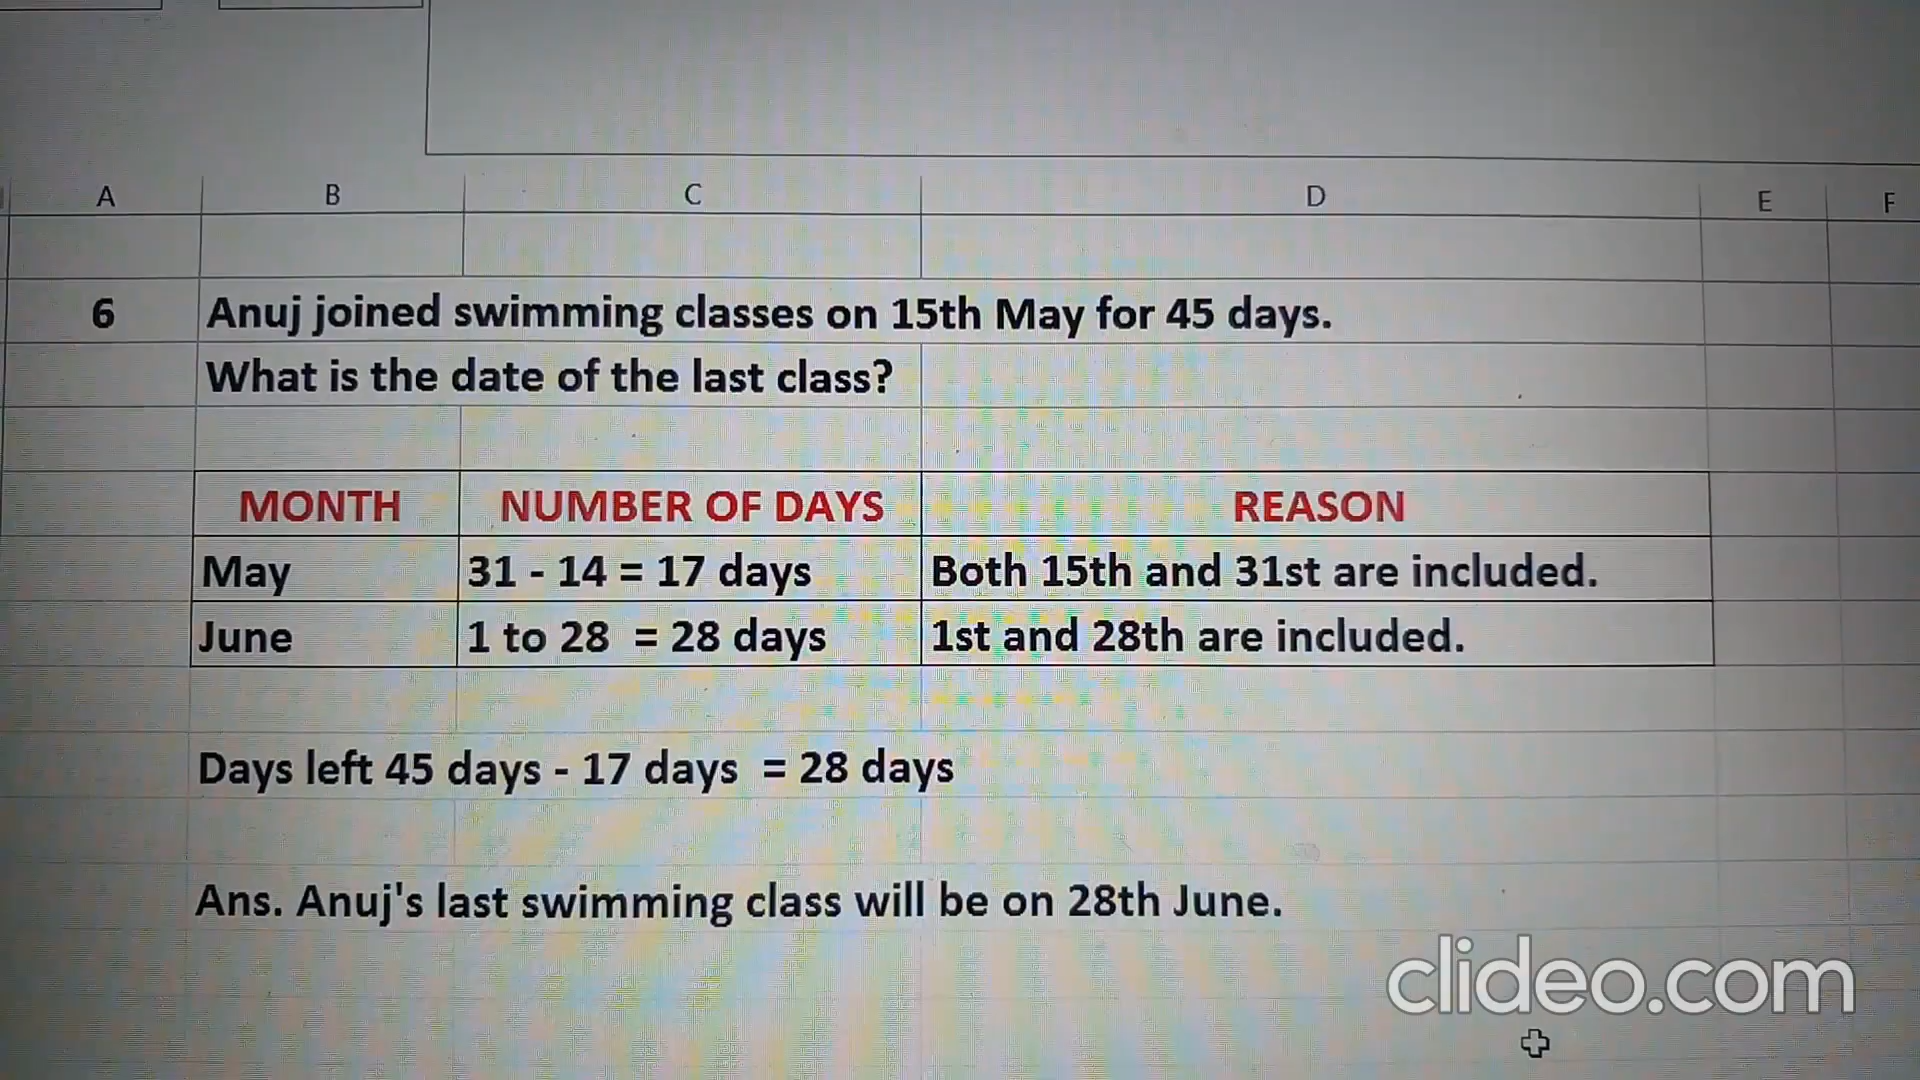 A B C D E F
6 Anuj joined swimming classes on 15th May for 45 days.
What is the date of the last class?
MONTH NUMBER OF DAYS REASON
May 31 - 14 = 17 days Both 15th and 31st are included.
June 1 to 28 = 28 days 1st and 28th are included.
Days left 45 days - 17 days = 28 days
Ans. Anuj's last swimming class will be on 28th June.
clideo.com